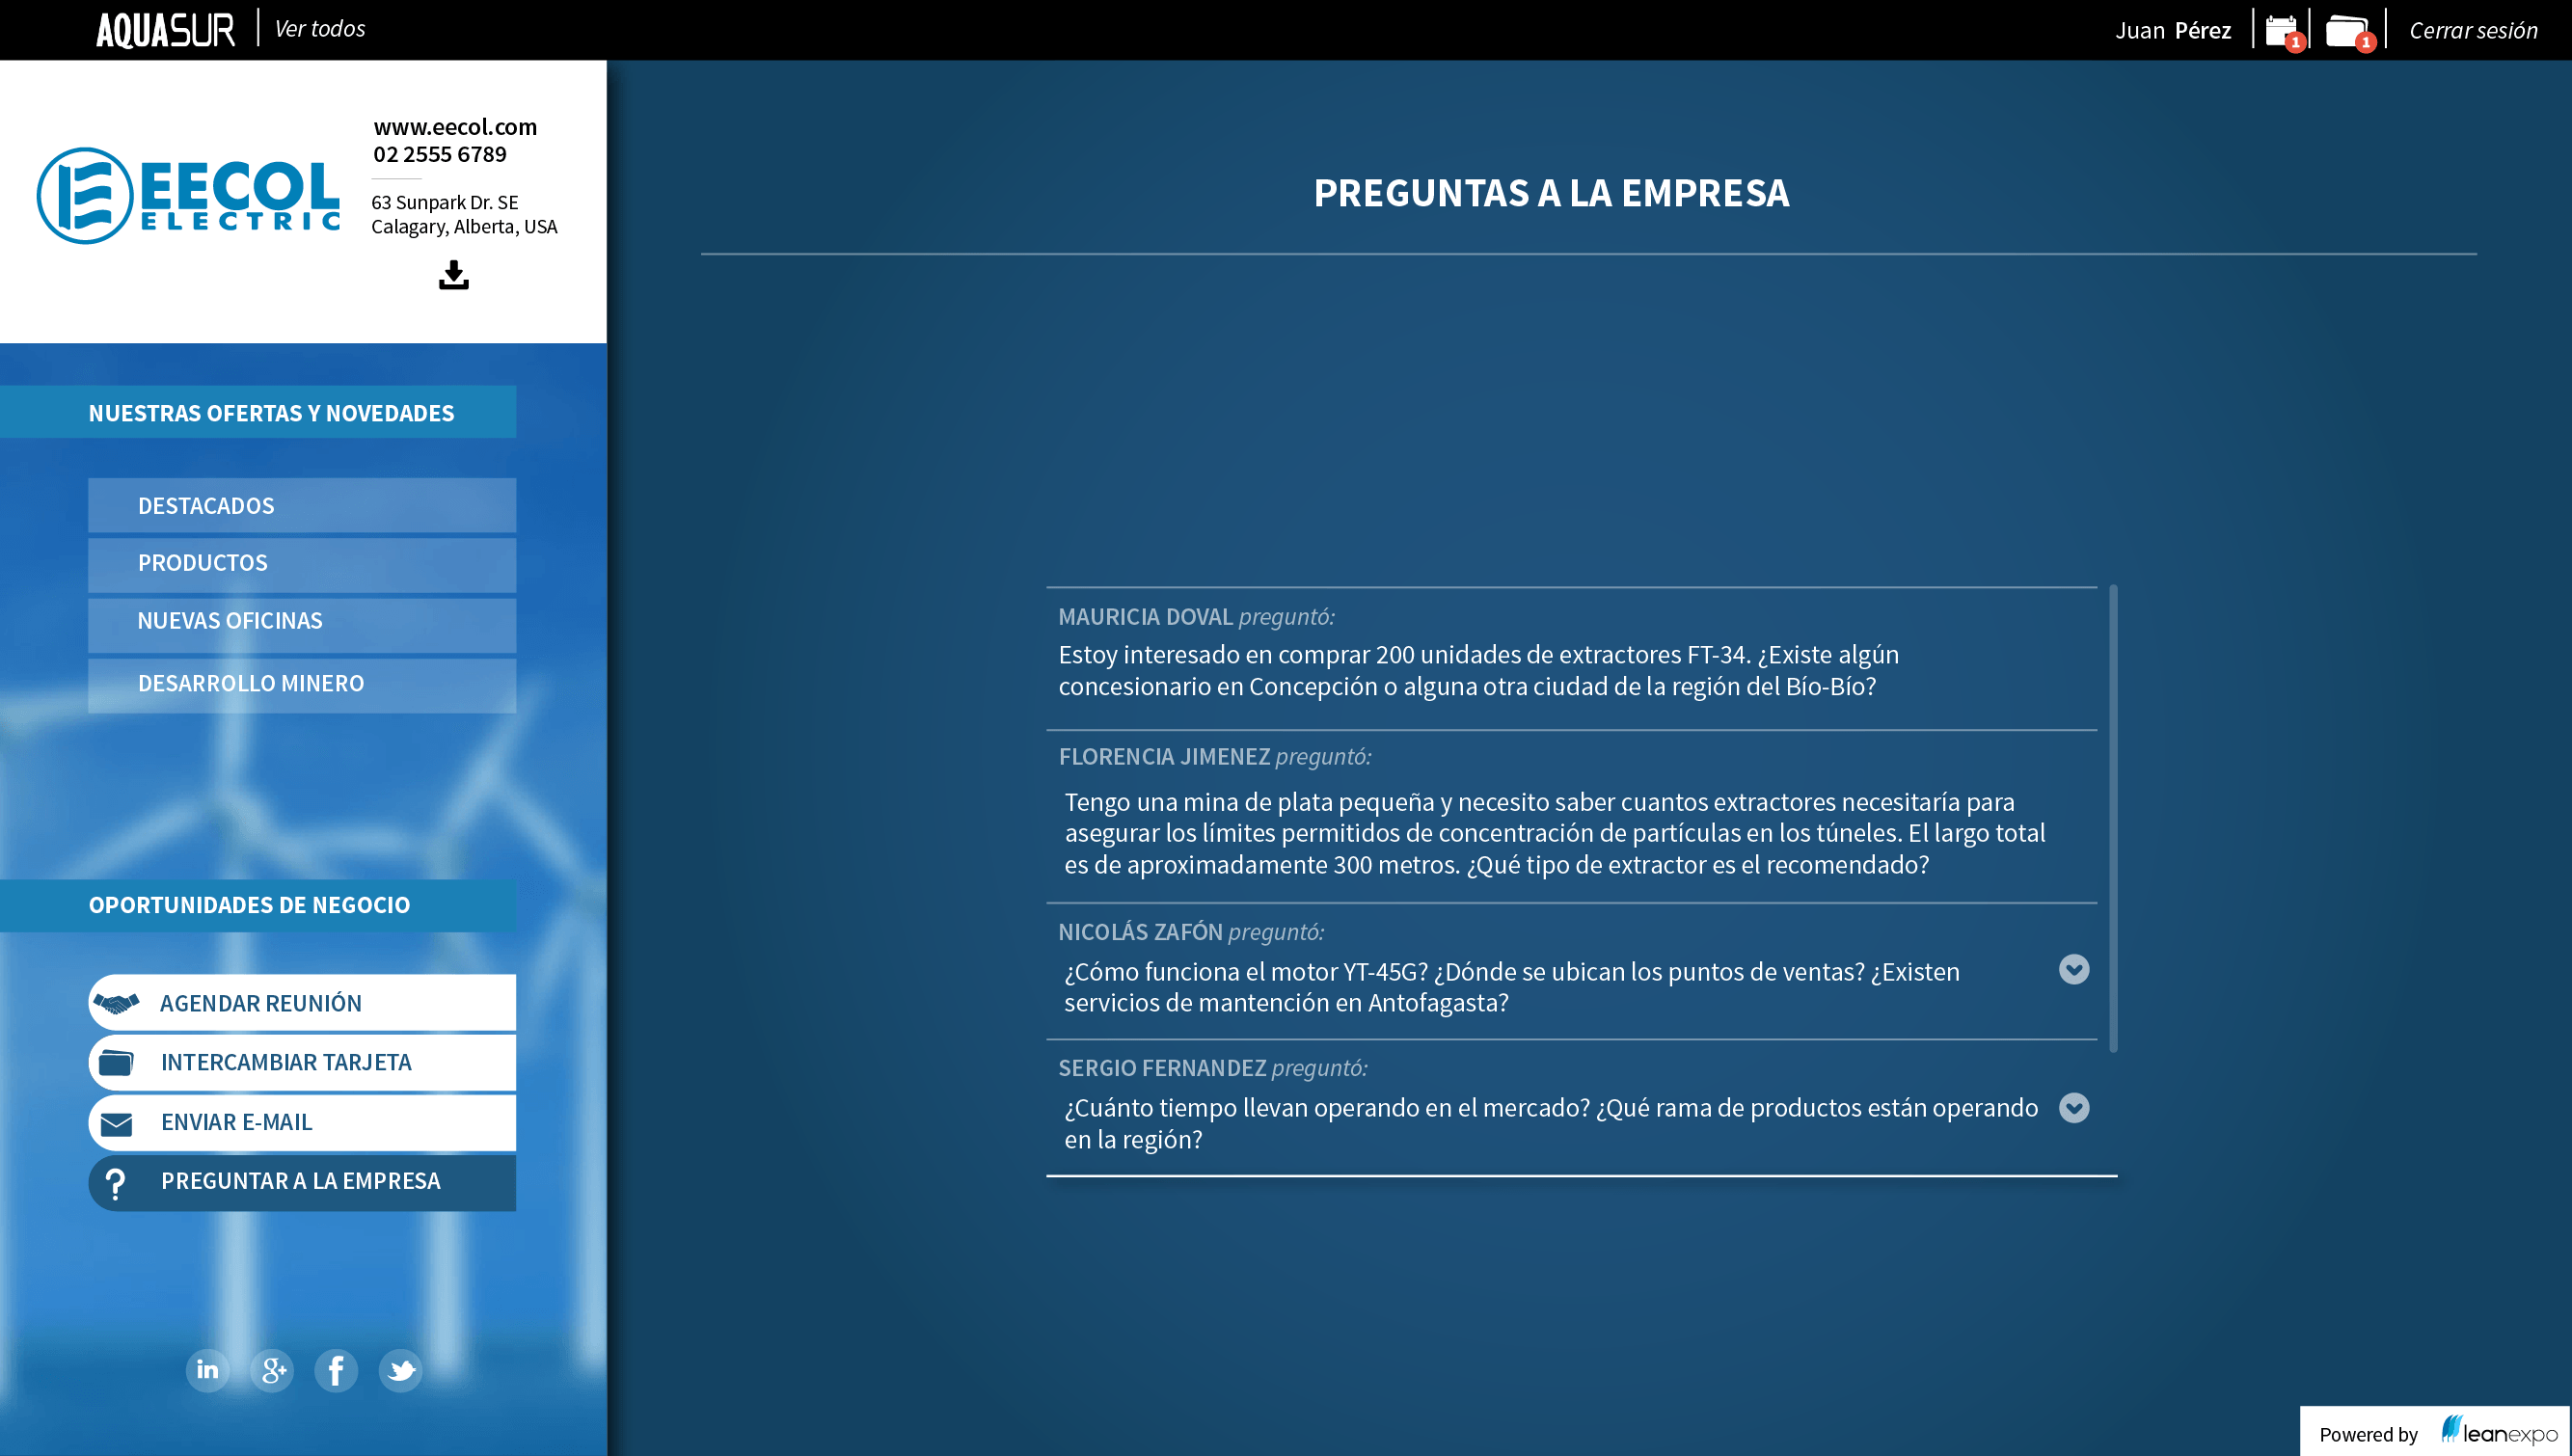 AQUASUR
Ver todos
Juan Pérez
1
1
Cerrar sesión
EECOL
ELECTRIC
www.eecol.com
02 2555 6789
63 Sunpark Dr. SE
Calagary, Alberta, USA
NUESTRAS OFERTAS Y NOVEDADES
DESTACADOS
PRODUCTOS
NUEVAS OFICINAS
DESARROLLO MINERO
OPORTUNIDADES DE NEGOCIO
AGENDAR REUNIÓN
INTERCAMBIAR TARJETA
ENVIAR E-MAIL
? PREGUNTAR A LA EMPRESA
in g+ f
PREGUNTAS A LA EMPRESA
MAURICIA DOVAL preguntó:
Estoy interesado en comprar 200 unidades de extractores FT-34. ¿Existe algún
concesionario en Concepción o alguna otra ciudad de la región del Bío-Bío?
FLORENCIA JIMENEZ preguntó:
Tengo una mina de plata pequeña y necesito saber cuantos extractores necesitaría para
asegurar los límites permitidos de concentración de partículas en los túneles. El largo total
es de aproximadamente 300 metros. ¿Qué tipo de extractor es el recomendado?
NICOLÁS ZAFÓN preguntó:
¿Cómo funciona el motor YT-45G? ¿Dónde se ubican los puntos de ventas? ¿Existen
servicios de mantención en Antofagasta?
SERGIO FERNANDEZ preguntó:
¿Cuánto tiempo llevan operando en el mercado? ¿Qué rama de productos están operando
en la región?
Powered by leanexpo